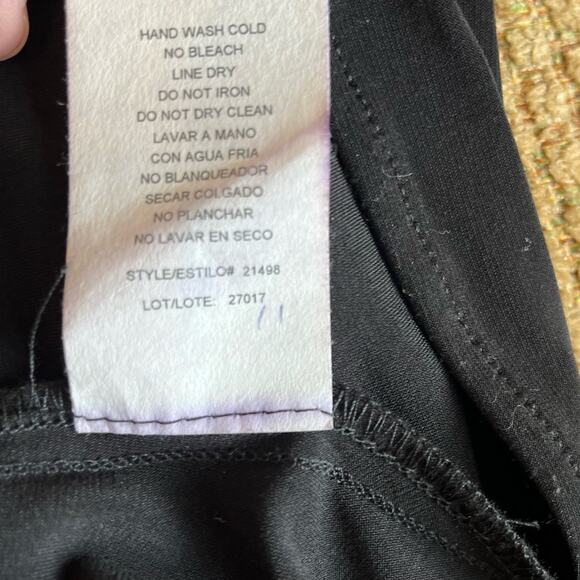 HAND WASH COLD
NO BLEACH
LINE DRY
DO NOT IRON
DO NOT DRY CLEAN
LAVAR A MANO
CON AGUA FRIA
NO BLANQUEADOR
SECAR COLGADO
NO PLANCHAR
NO LAVAR EN SECO
STYLE/ESTILO# 21498
LOT/LOTE: 27017
11